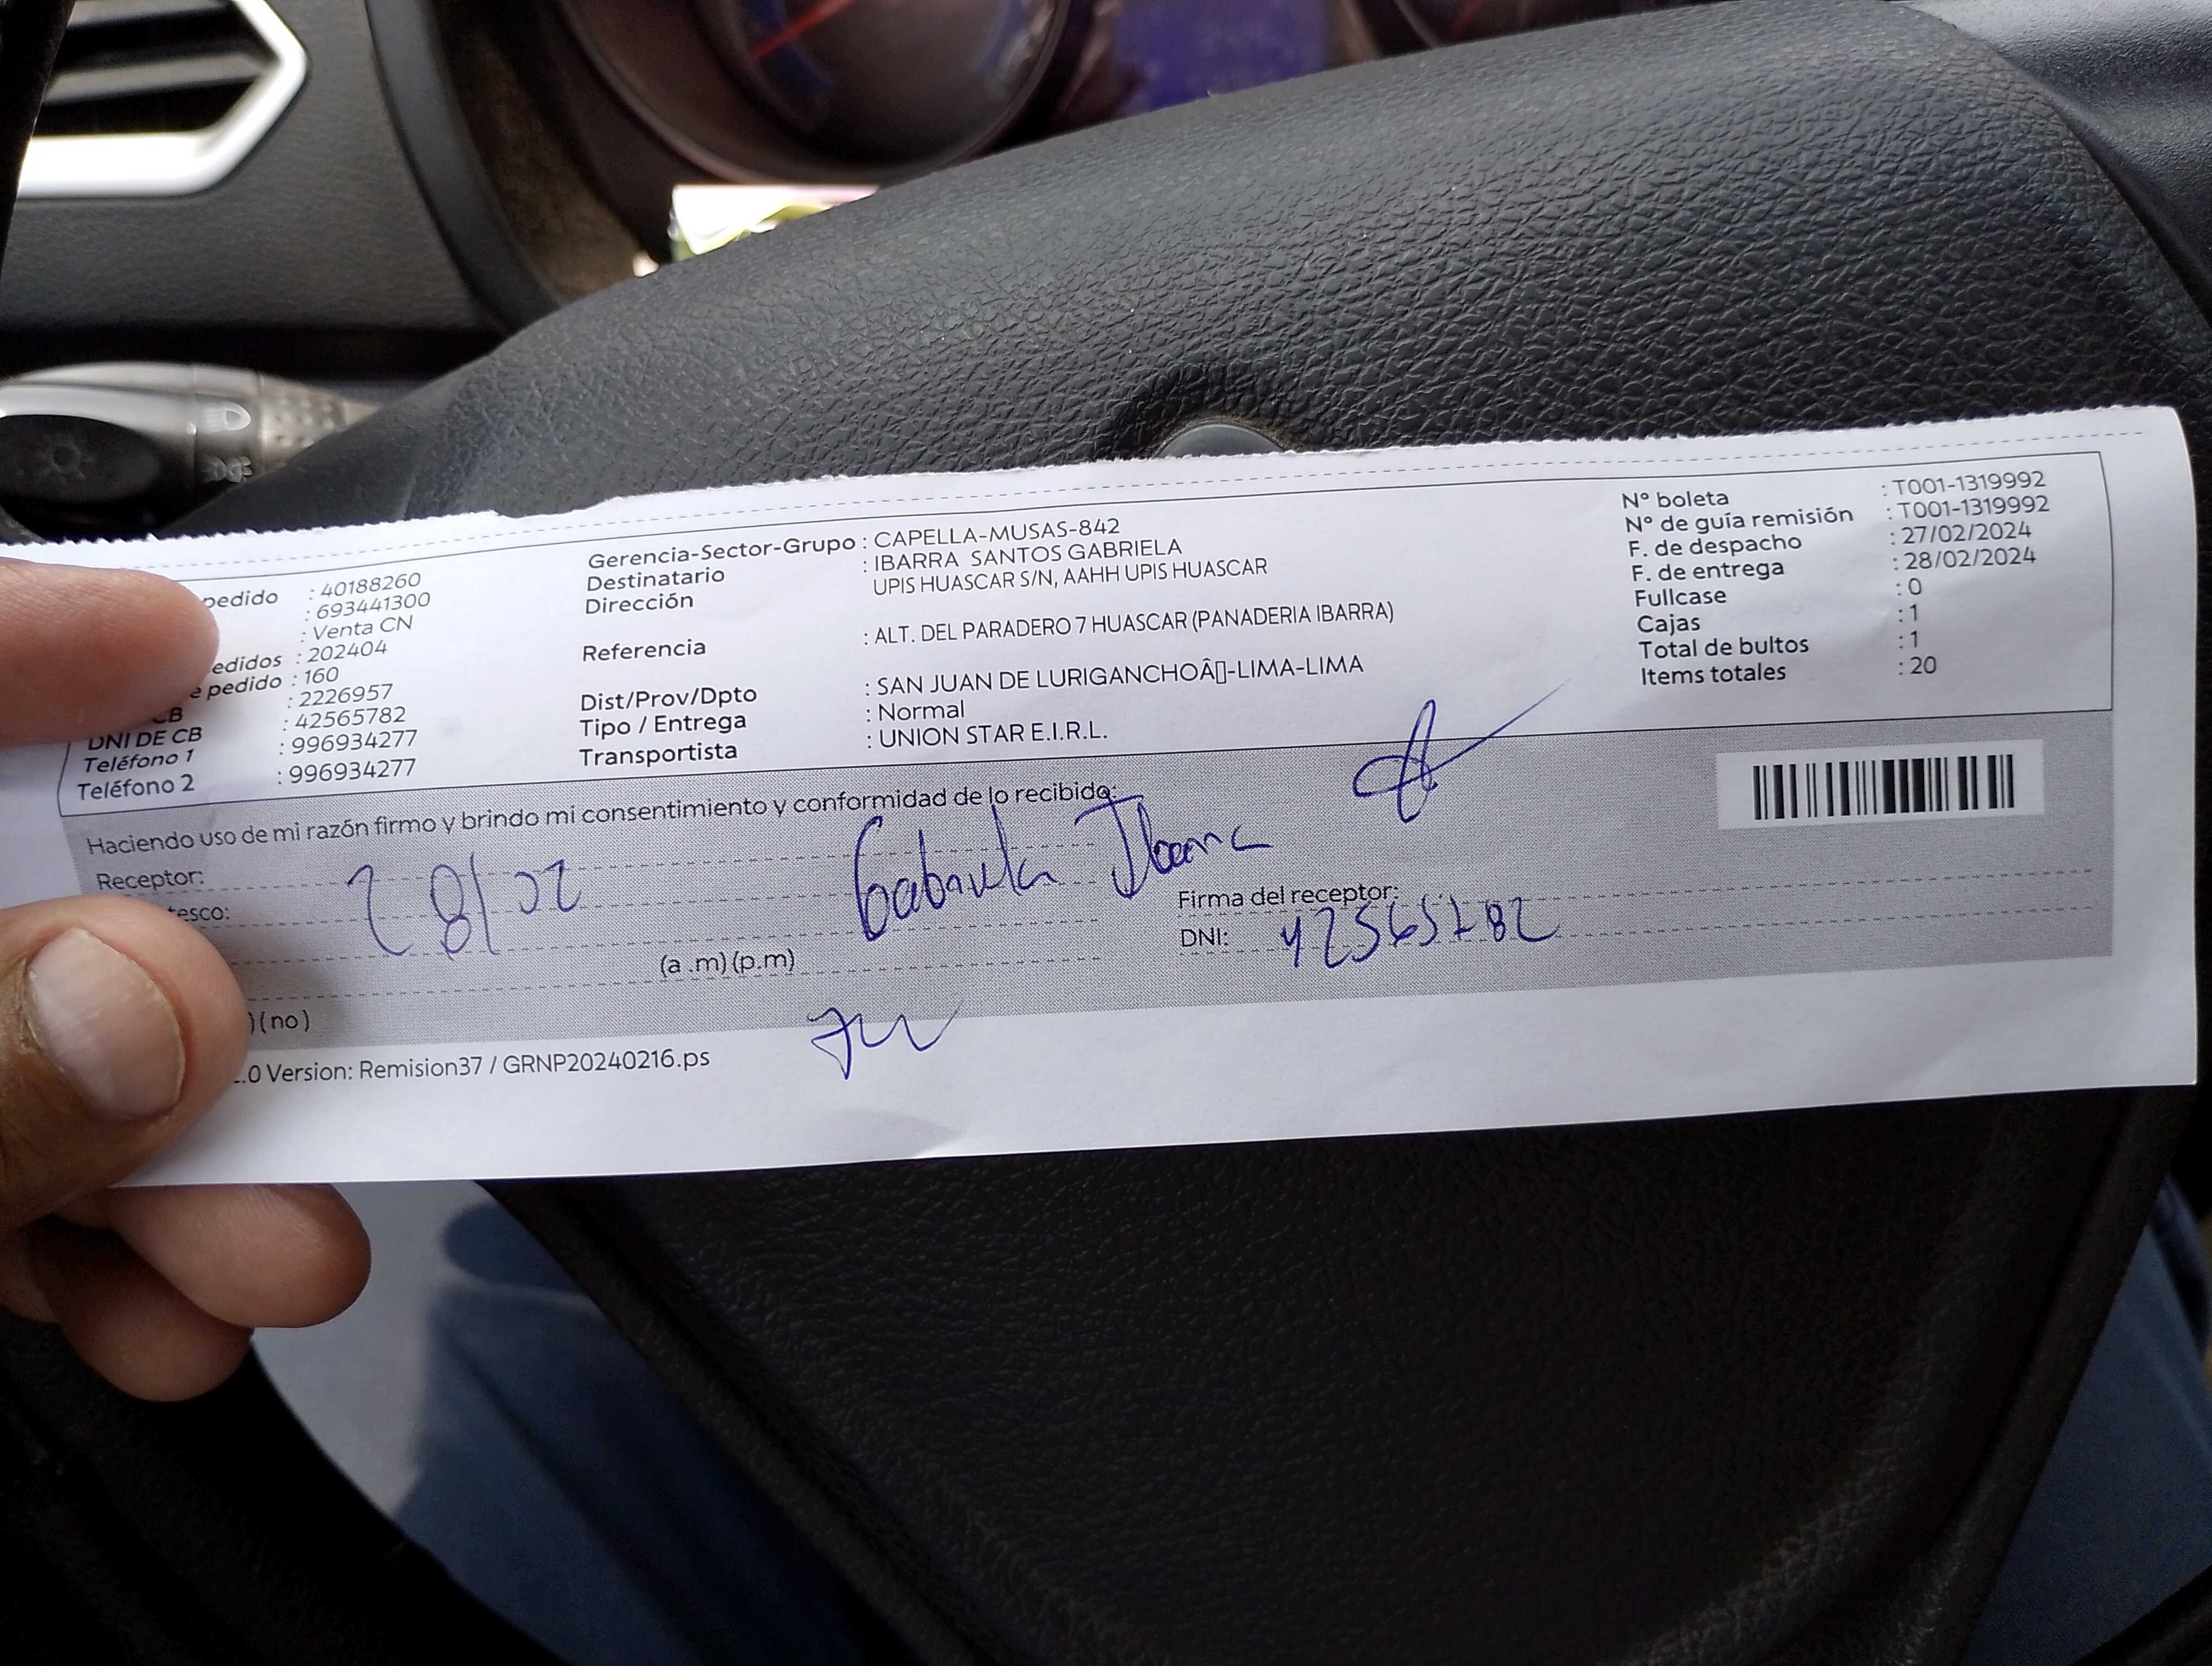 pedido : 40188260
: 693441300
: Venta CN
edidos : 202404
e pedido : 160
CB : 2226957
DNI DE CB : 42565782
Teléfono 1 : 996934277
Teléfono 2 : 996934277
Gerencia-Sector-Grupo : CAPELLA-MUSAS-842
Destinatario : IBARRA SANTOS GABRIELA
Dirección UPIS HUASCAR S/N, AAHH UPIS HUASCAR
Referencia : ALT. DEL PARADERO 7 HUASCAR (PANADERIA IBARRA)
Dist/Prov/Dpto : SAN JUAN DE LURIGANCHOÂ▯-LIMA-LIMA
Tipo / Entrega : Normal
Transportista : UNION STAR E.I.R.L.
N° boleta : T001-1319992
N° de guía remisión : T001-1319992
F. de despacho : 27/02/2024
F. de entrega : 28/02/2024
Fullcase : 0
Cajas : 1
Total de bultos : 1
Items totales : 20
Haciendo uso de mi razón firmo y brindo mi consentimiento y conformidad de lo recibido:
Receptor: Gabriela Ibarra
tesco: 28/02
Firma del receptor:
DNI: 42565782
(a .m) (p.m)
) (no)
.0 Version: Remision37 / GRNP20240216.ps